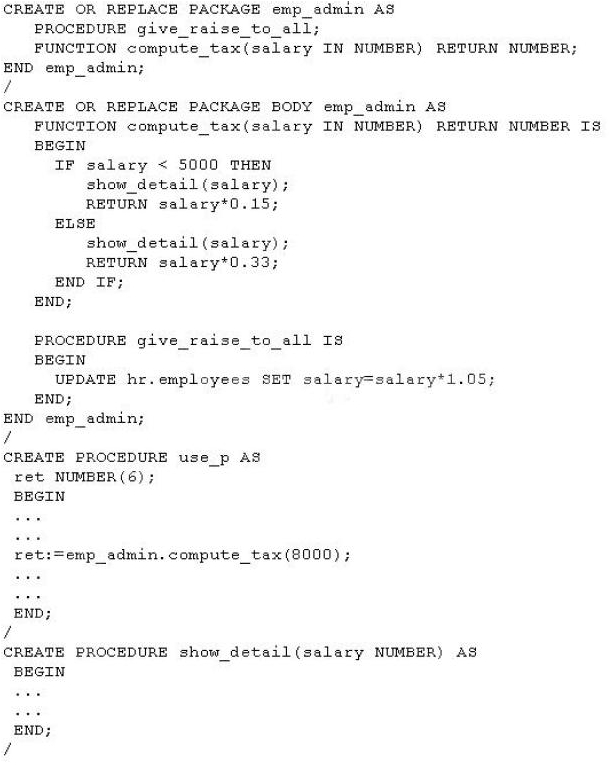 CREATE OR REPLACE PACKAGE emp_admin AS
   PROCEDURE give_raise_to_all;
   FUNCTION compute_tax(salary IN NUMBER) RETURN NUMBER;
END emp_admin;
/
CREATE OR REPLACE PACKAGE BODY emp_admin AS
   FUNCTION compute_tax(salary IN NUMBER) RETURN NUMBER IS
   BEGIN
     IF salary < 5000 THEN
        show_detail(salary);
        RETURN salary*0.15;
     ELSE
        show_detail(salary);
        RETURN salary*0.33;
     END IF;
   END;

   PROCEDURE give_raise_to_all IS
   BEGIN
     UPDATE hr.employees SET salary=salary*1.05;
   END;
END emp_admin;
/
CREATE PROCEDURE use_p AS
 ret NUMBER(6);
 BEGIN
 ...
 ...
 ret:=emp_admin.compute_tax(8000);
 ...
 ...
 END;
/
CREATE PROCEDURE show_detail(salary NUMBER) AS
 BEGIN
 ...
 ...
 END;
/